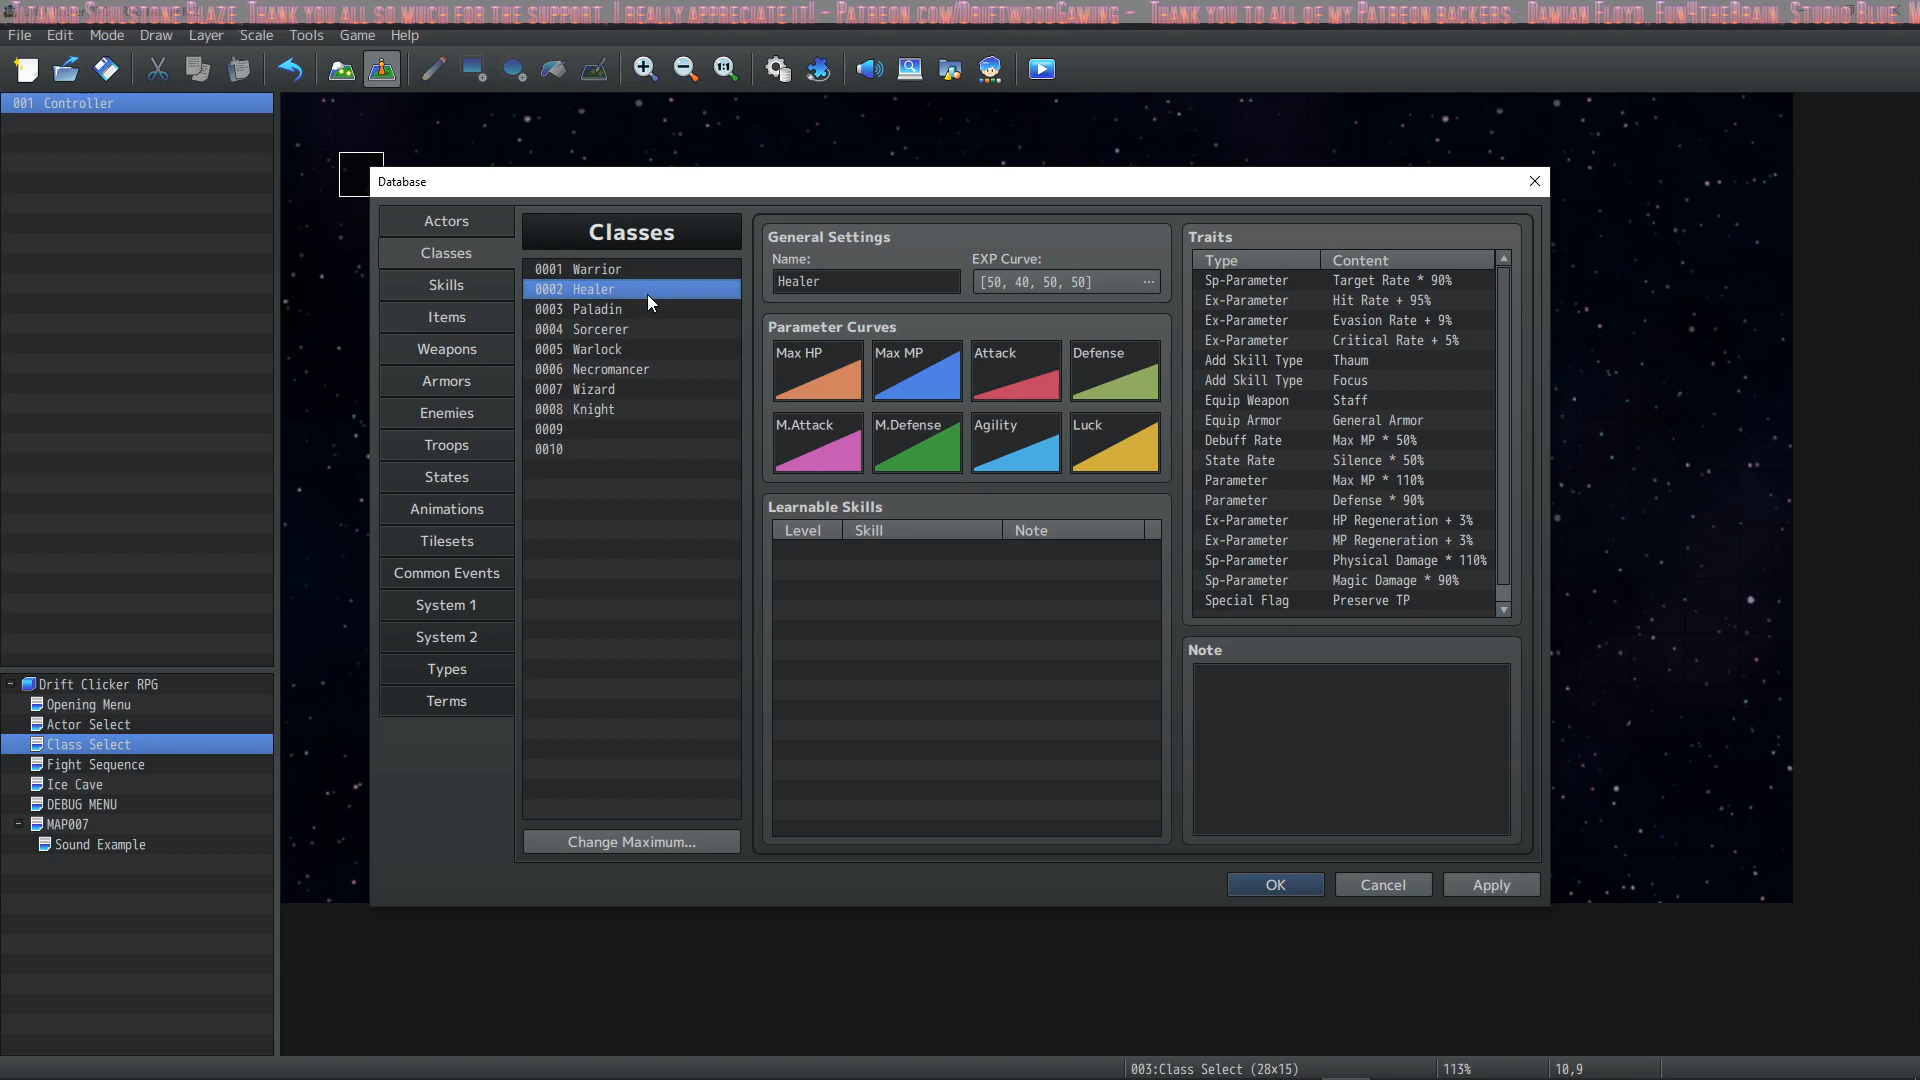 Thank you all so much for the support, I really appreciate it! ~ Patreon.com/DriftwoodGaming ~ Thank you to all of my Patreon backers- Damian Floyd, Fun4TheBrain, Studio Blue
File Edit Mode Draw Layer Scale Tools Game Help
001 Controller
Database
Actors
Classes
Skills
Items
Weapons
Armors
Enemies
Troops
States
Animations
Tilesets
Common Events
System 1
System 2
Types
Terms
Classes
0001 Warrior
0002 Healer
0003 Paladin
0004 Sorcerer
0005 Warlock
0006 Necromancer
0007 Wizard
0008 Knight
0009
0010
Change Maximum...
General Settings
Name: EXP Curve:
Healer [50, 40, 50, 50] ...
Parameter Curves
Max HP Max MP Attack Defense
M.Attack M.Defense Agility Luck
Learnable Skills
Level Skill Note
Traits
Type Content
Sp-Parameter Target Rate * 90%
Ex-Parameter Hit Rate + 95%
Ex-Parameter Evasion Rate + 9%
Ex-Parameter Critical Rate + 5%
Add Skill Type Thaum
Add Skill Type Focus
Equip Weapon Staff
Equip Armor General Armor
Debuff Rate Max MP * 50%
State Rate Silence * 50%
Parameter Max MP * 110%
Parameter Defense * 90%
Ex-Parameter HP Regeneration + 3%
Ex-Parameter MP Regeneration + 3%
Sp-Parameter Physical Damage * 110%
Sp-Parameter Magic Damage * 90%
Special Flag Preserve TP
Note
OK Cancel Apply
Drift Clicker RPG
Opening Menu
Actor Select
Class Select
Fight Sequence
Ice Cave
DEBUG MENU
MAP007
Sound Example
003:Class Select (28x15) 113% 10,9